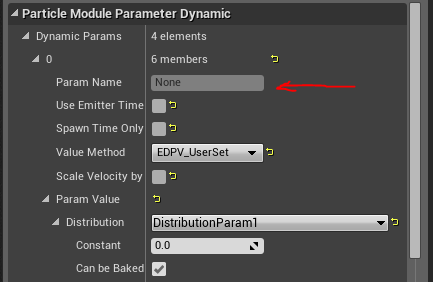 Particle Module Parameter Dynamic
Dynamic Params 4 elements
0 6 members
Param Name None
Use Emitter Time
Spawn Time Only
Value Method EDPV_UserSet
Scale Velocity by
Param Value
Distribution DistributionParam1
Constant 0.0
Can be Baked